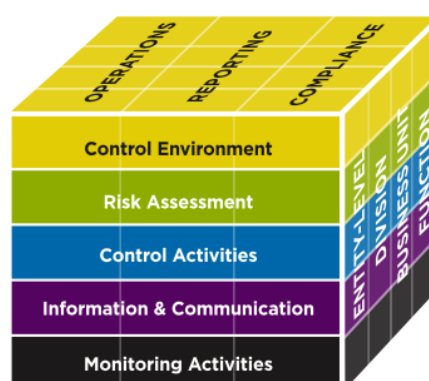 OPERATIONS
REPORTING
COMPLIANCE
Control Environment
Risk Assessment
Control Activities
Information & Communication
Monitoring Activities
ENTITY-LEVEL
DIVISION
BUSINESS UNIT
FUNCTION